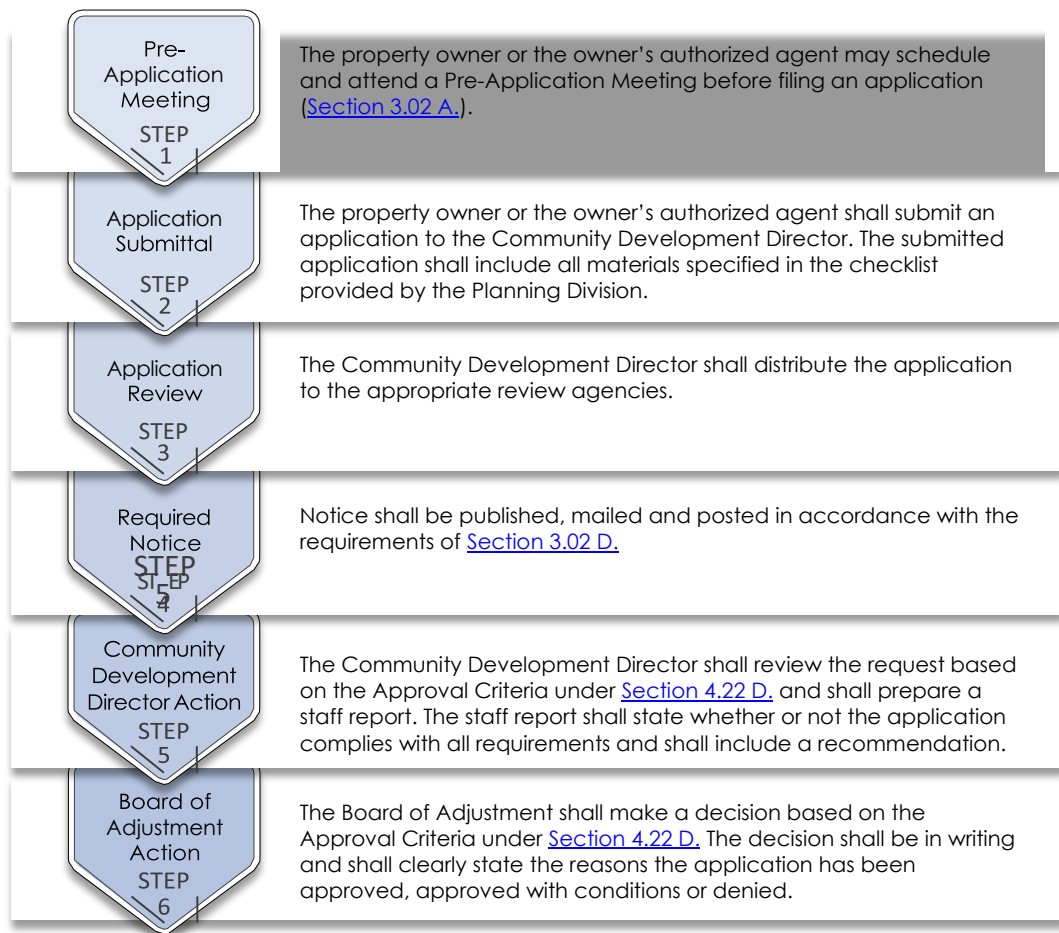 Pre-
Application
Meeting
STEP
1
The property owner or the owner’s authorized agent may schedule
and attend a Pre-Application Meeting before filing an application
(Section 3.02 A.).
Application
Submittal
STEP
2
The property owner or the owner’s authorized agent shall submit an
application to the Community Development Director. The submitted
application shall include all materials specified in the checklist
provided by the Planning Division.
Application
Review
STEP
3
The Community Development Director shall distribute the application
to the appropriate review agencies.
Required
Notice
STEP
5
STEP
4
Notice shall be published, mailed and posted in accordance with the
requirements of Section 3.02 D.
Community
Development
Director Action
STEP
5
The Community Development Director shall review the request based
on the Approval Criteria under Section 4.22 D. and shall prepare a
staff report. The staff report shall state whether or not the application
complies with all requirements and shall include a recommendation.
Board of
Adjustment
Action
STEP
6
The Board of Adjustment shall make a decision based on the
Approval Criteria under Section 4.22 D. The decision shall be in writing
and shall clearly state the reasons the application has been
approved, approved with conditions or denied.